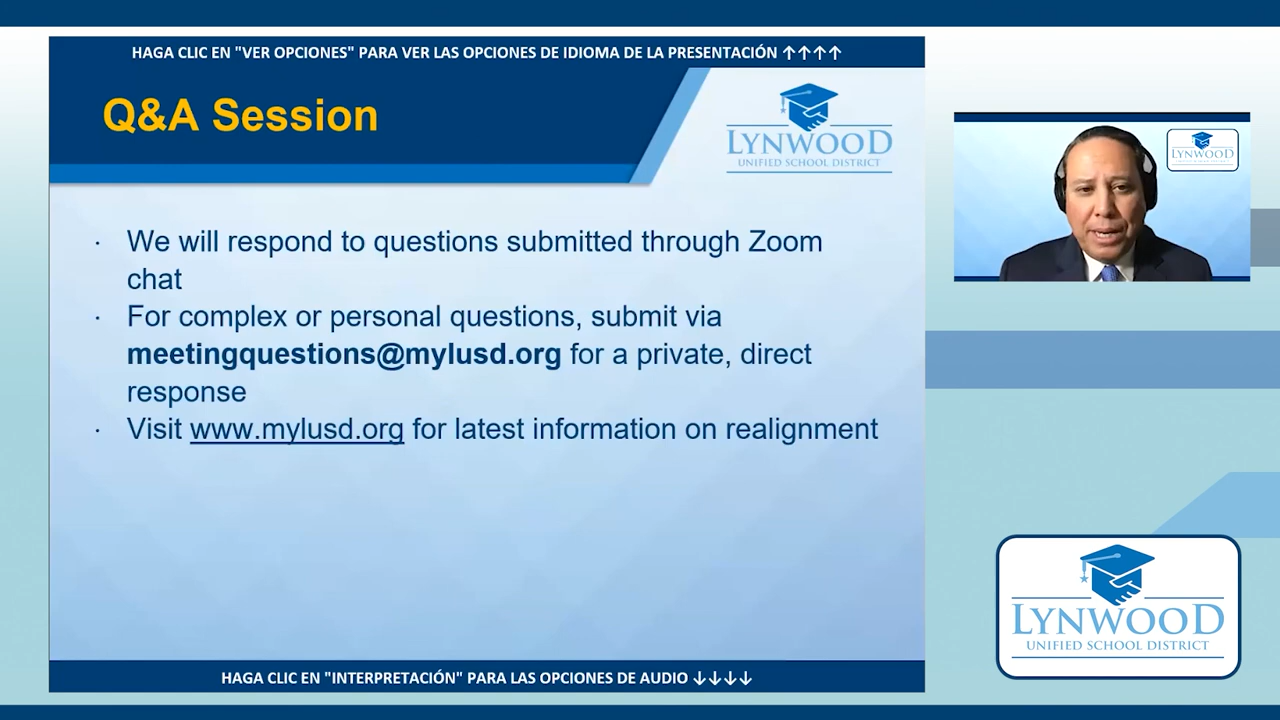 HAGA CLIC EN "VER OPCIONES" PARA VER LAS OPCIONES DE IDIOMA DE LA PRESENTACIÓN ↑↑↑↑
Q&A Session
LYNWOOD
UNIFIED SCHOOL DISTRICT
LYNWOOD
· We will respond to questions submitted through Zoom
chat
· For complex or personal questions, submit via
meetingquestions@mylusd.org for a private, direct
response
· Visit www.mylusd.org for latest information on realignment
LYNWOOD
UNIFIED SCHOOL DISTRICT
HAGA CLIC EN "INTERPRETACIÓN" PARA LAS OPCIONES DE AUDIO ↓↓↓↓